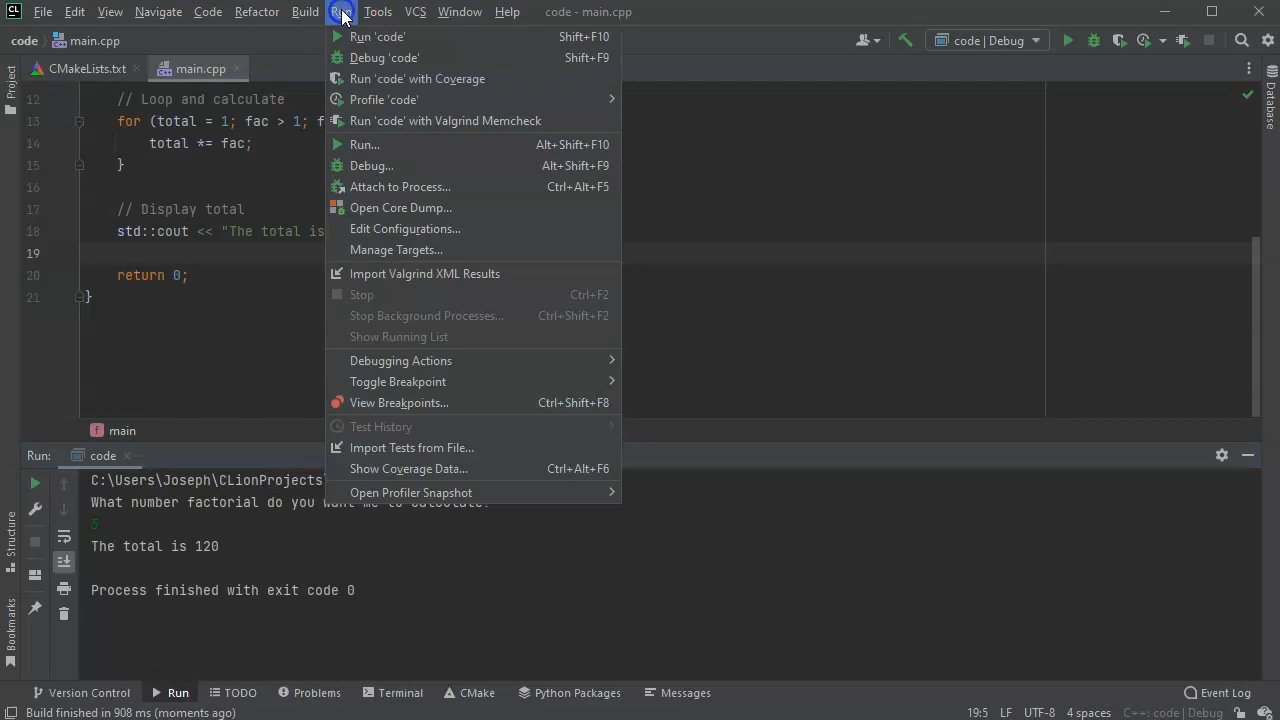 CL File Edit View Navigate Code Refactor Build Run Tools VCS Window Help code - main.cpp
code main.cpp code | Debug
CMakeLists.txt main.cpp
Run 'code' Shift+F10
Debug 'code' Shift+F9
Run 'code' with Coverage
Profile 'code'
Run 'code' with Valgrind Memcheck
Run... Alt+Shift+F10
Debug... Alt+Shift+F9
Attach to Process... Ctrl+Alt+F5
Open Core Dump...
Edit Configurations...
Manage Targets...
Import Valgrind XML Results
Stop Ctrl+F2
Stop Background Processes... Ctrl+Shift+F2
Show Running List
Debugging Actions
Toggle Breakpoint
View Breakpoints... Ctrl+Shift+F8
Test History
Import Tests from File...
Show Coverage Data... Ctrl+Alt+F6
Open Profiler Snapshot
Project
Database
12 // Loop and calculate
13 for (total = 1; fac > 1; f
14 total *= fac;
15 }
16
17 // Display total
18 std::cout << "The total is
19
20 return 0;
21 }
f main
Run: code
C:\Users\Joseph\CLionProjects\
What number factorial do you want me to calculate?
5
The total is 120
Process finished with exit code 0
Structure
Bookmarks
Version Control Run TODO Problems Terminal CMake Python Packages Messages Event Log
Build finished in 908 ms (moments ago) 19:5 LF UTF-8 4 spaces C++: code | Debug